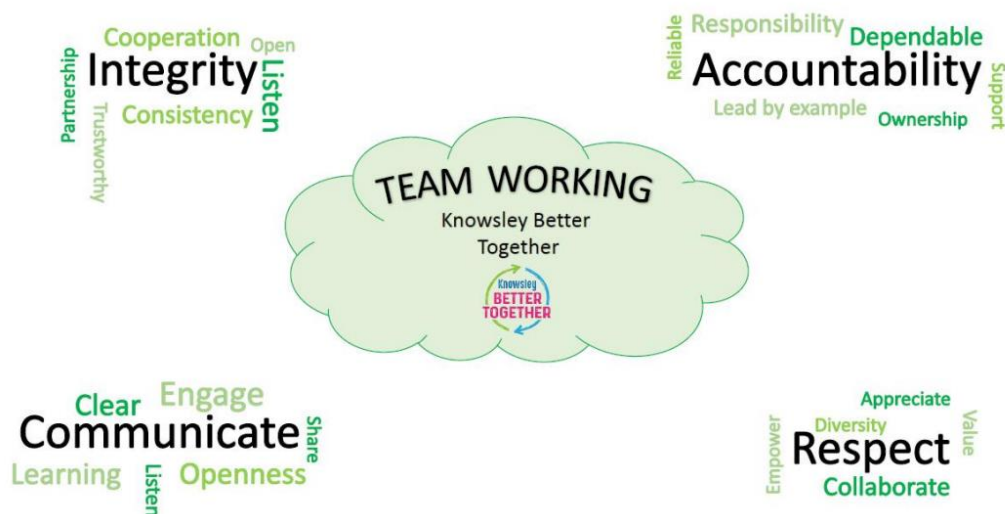 Cooperation
Open
Partnership
Integrity
Listen
Trustworthy
Consistency
Reliable
Responsibility
Dependable
Accountability
Support
Lead by example
Ownership
TEAM WORKING
Knowsley Better
Together
Knowsley
BETTER
TOGETHER
Clear
Engage
Communicate
Share
Learning
Listen
Openness
Appreciate
Empower
Diversity
Value
Respect
Collaborate